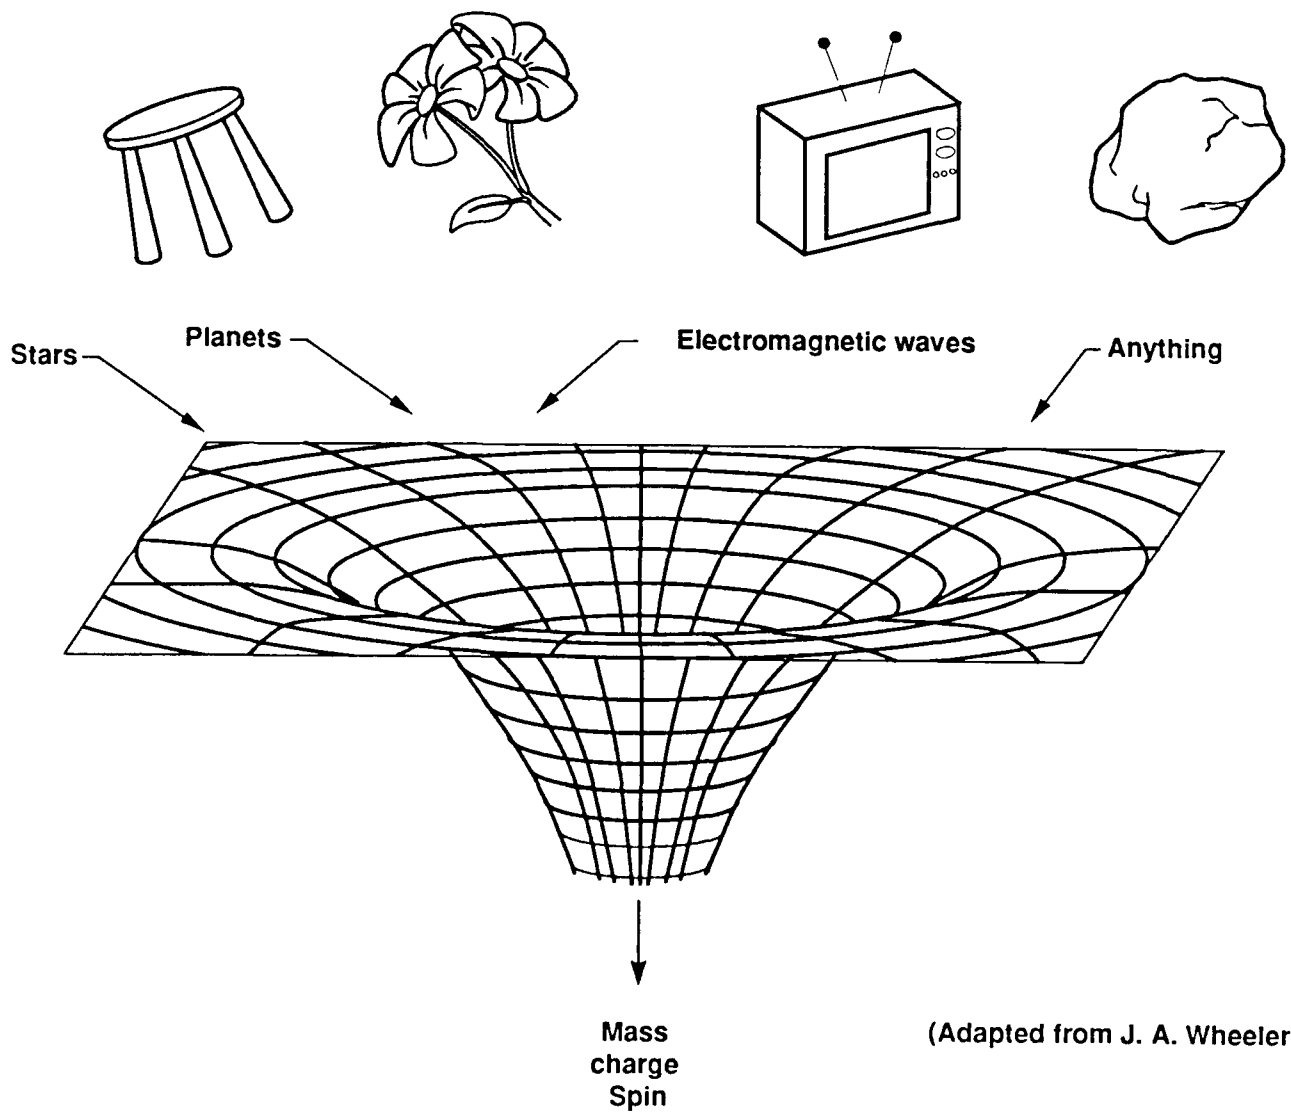 Planets
Stars
Electromagnetic waves
Anything
Mass
charge
Spin
(Adapted from J. A. Wheeler